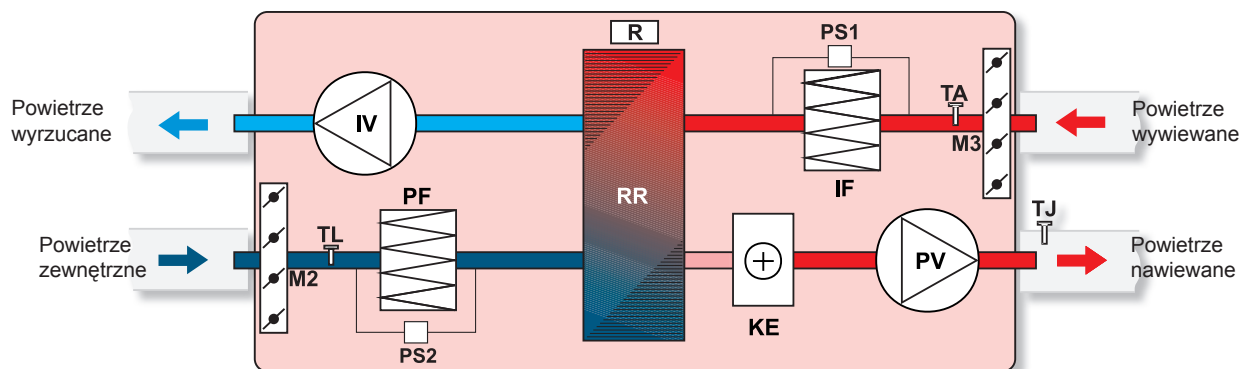 R
PS1
Powietrze
wyrzucane
IV
TA
M3
Powietrze
wywiewane
IF
PF
RR
TJ
Powietrze
zewnętrzne
TL
M2
PV
Powietrze
nawiewane
KE
PS2